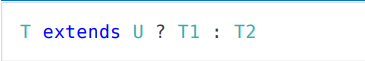 T extends U ? T1 : T2